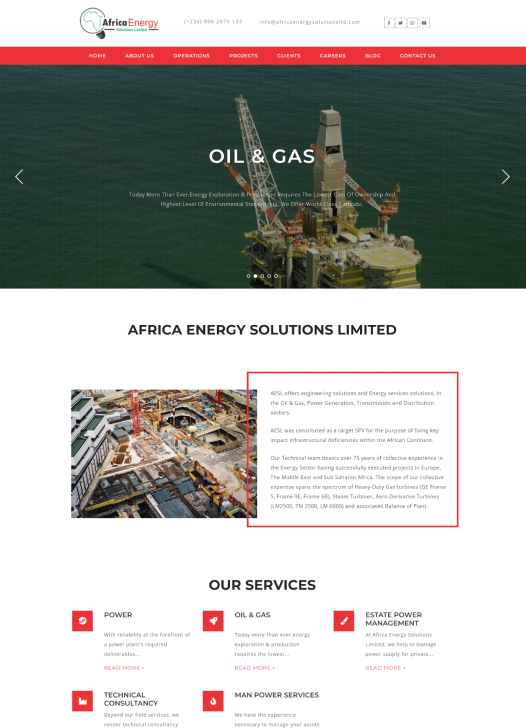 AfricaEnergy
Solutions Limited
(+234) 806 2970 133
info@africaenergysolutionsltd.com
HOME ABOUT US OPERATIONS PROJECTS CLIENTS CAREERS BLOG CONTACT US
OIL & GAS
Today More Than Ever Energy Exploration & Production Requires The Lowest Cost Of Ownership And
Highest Level Of Environmental Stewardship. We Offer World-Class Cathodic.
AFRICA ENERGY SOLUTIONS LIMITED
AESL offers engineering solutions and Energy services solutions, in
the Oil & Gas, Power Generation, Transmission and Distribution
sectors.
AESL was constituted as a target SPV for the purpose of fixing key
impact infrastructural deficiencies within the African Continent.
Our Technical team boasts over 75 years of collective experience in
the Energy Sector having successfully executed projects in Europe,
The Middle East and Sub Saharan Africa. The scope of our collective
expertise spans the spectrum of Heavy-Duty Gas turbines (GE Frame
5, Frame 9E, Frame 6B), Steam Turbines, Aero Derivative Turbines
(LM2500, TM 2500, LM 6000) and associated Balance of Plant.
OUR SERVICES
POWER
With reliability at the forefront of
a power plant's required
deliverables...
READ MORE »
OIL & GAS
Today more than ever energy
exploration & production
requires the lowest...
READ MORE »
ESTATE POWER
MANAGEMENT
At Africa Energy Solutions
Limited, we help to manage
power supply for private...
READ MORE »
TECHNICAL
CONSULTANCY
Beyond our field services, we
render technical consultancy
MAN POWER SERVICES
We have the experience
necessary to manage your assets